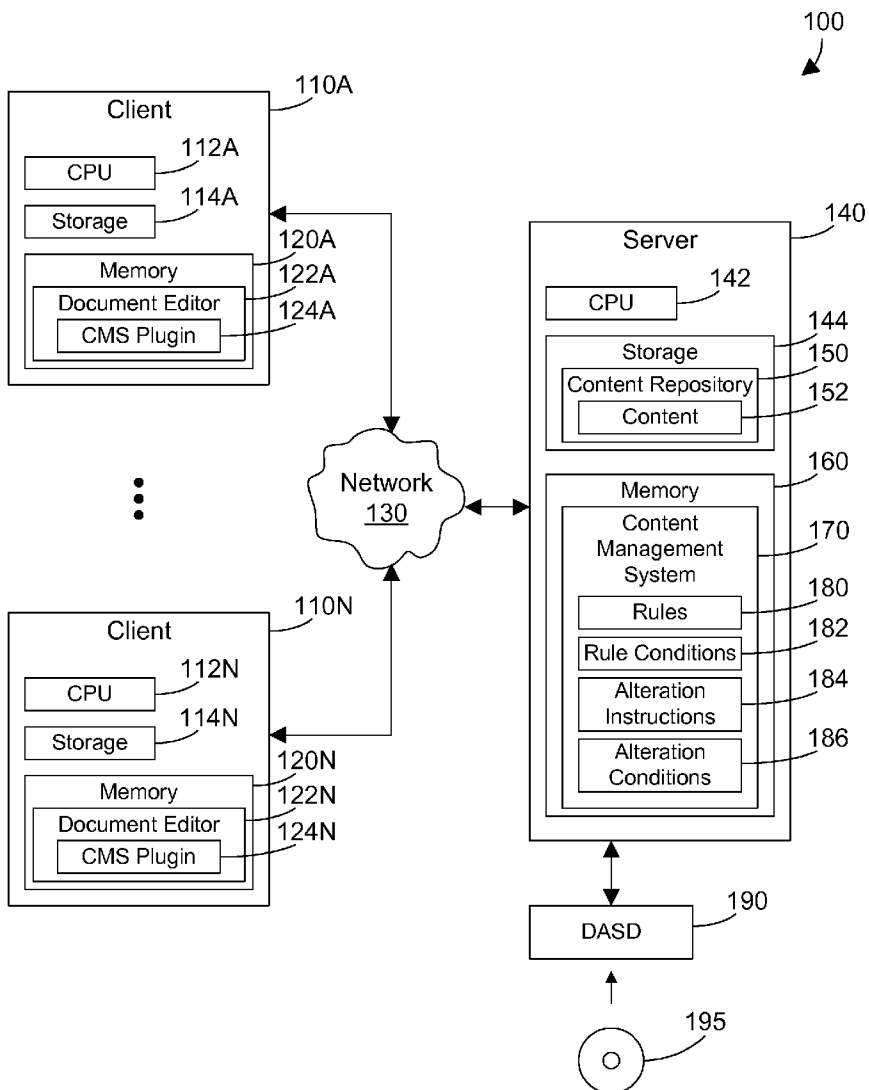 100
110A
Client
112A
CPU
114A
Storage
120A
Memory
122A
Document Editor
124A
CMS Plugin
Network
130
110N
Client
112N
CPU
114N
Storage
120N
Memory
122N
Document Editor
124N
CMS Plugin
140
Server
142
CPU
144
Storage
150
Content Repository
152
Content
160
Memory
170
Content
Management
System
180
Rules
182
Rule Conditions
184
Alteration
Instructions
186
Alteration
Conditions
190
DASD
195